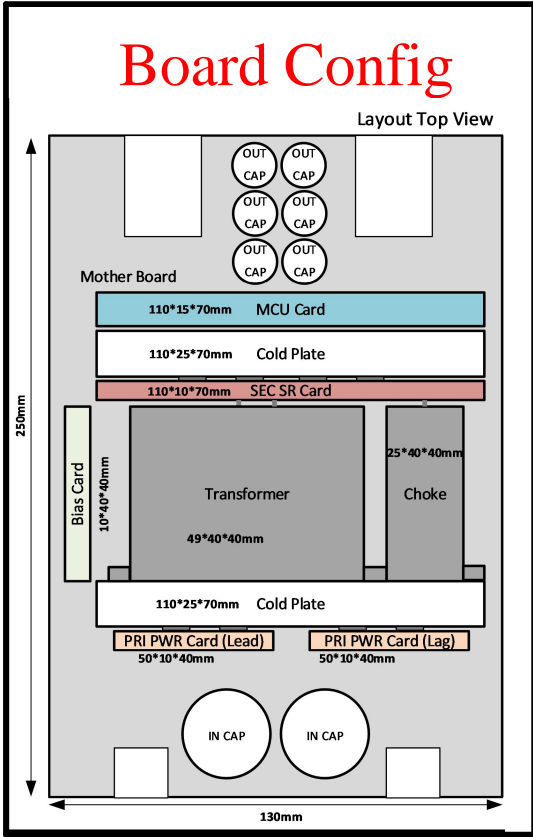 Board Config
Layout Top View
OUT CAP
OUT CAP
OUT CAP
OUT CAP
OUT CAP
OUT CAP
Mother Board
110*15*70mm MCU Card
110*25*70mm Cold Plate
110*10*70mm SEC SR Card
250mm
Bias Card
10*40*40mm
Transformer
49*40*40mm
25*40*40mm
Choke
110*25*70mm Cold Plate
PRI PWR Card (Lead)
50*10*40mm
PRI PWR Card (Lag)
50*10*40mm
IN CAP
IN CAP
130mm